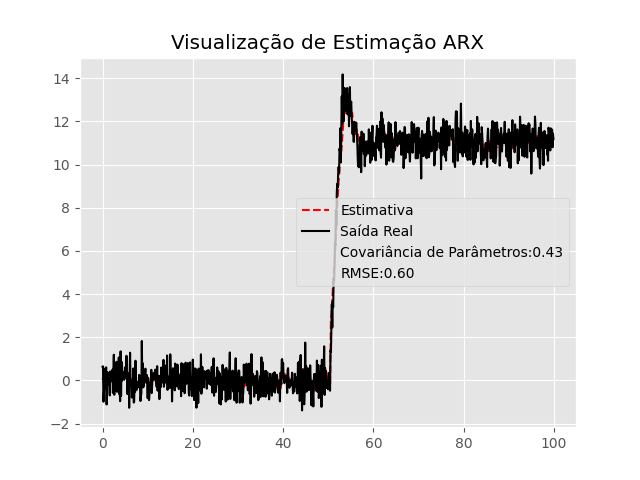 Visualização de Estimação ARX
14
12
10
8
6
4
2
0
−2
Estimativa
Saída Real
Covariância de Parâmetros:0.43
RMSE:0.60
0 20 40 60 80 100